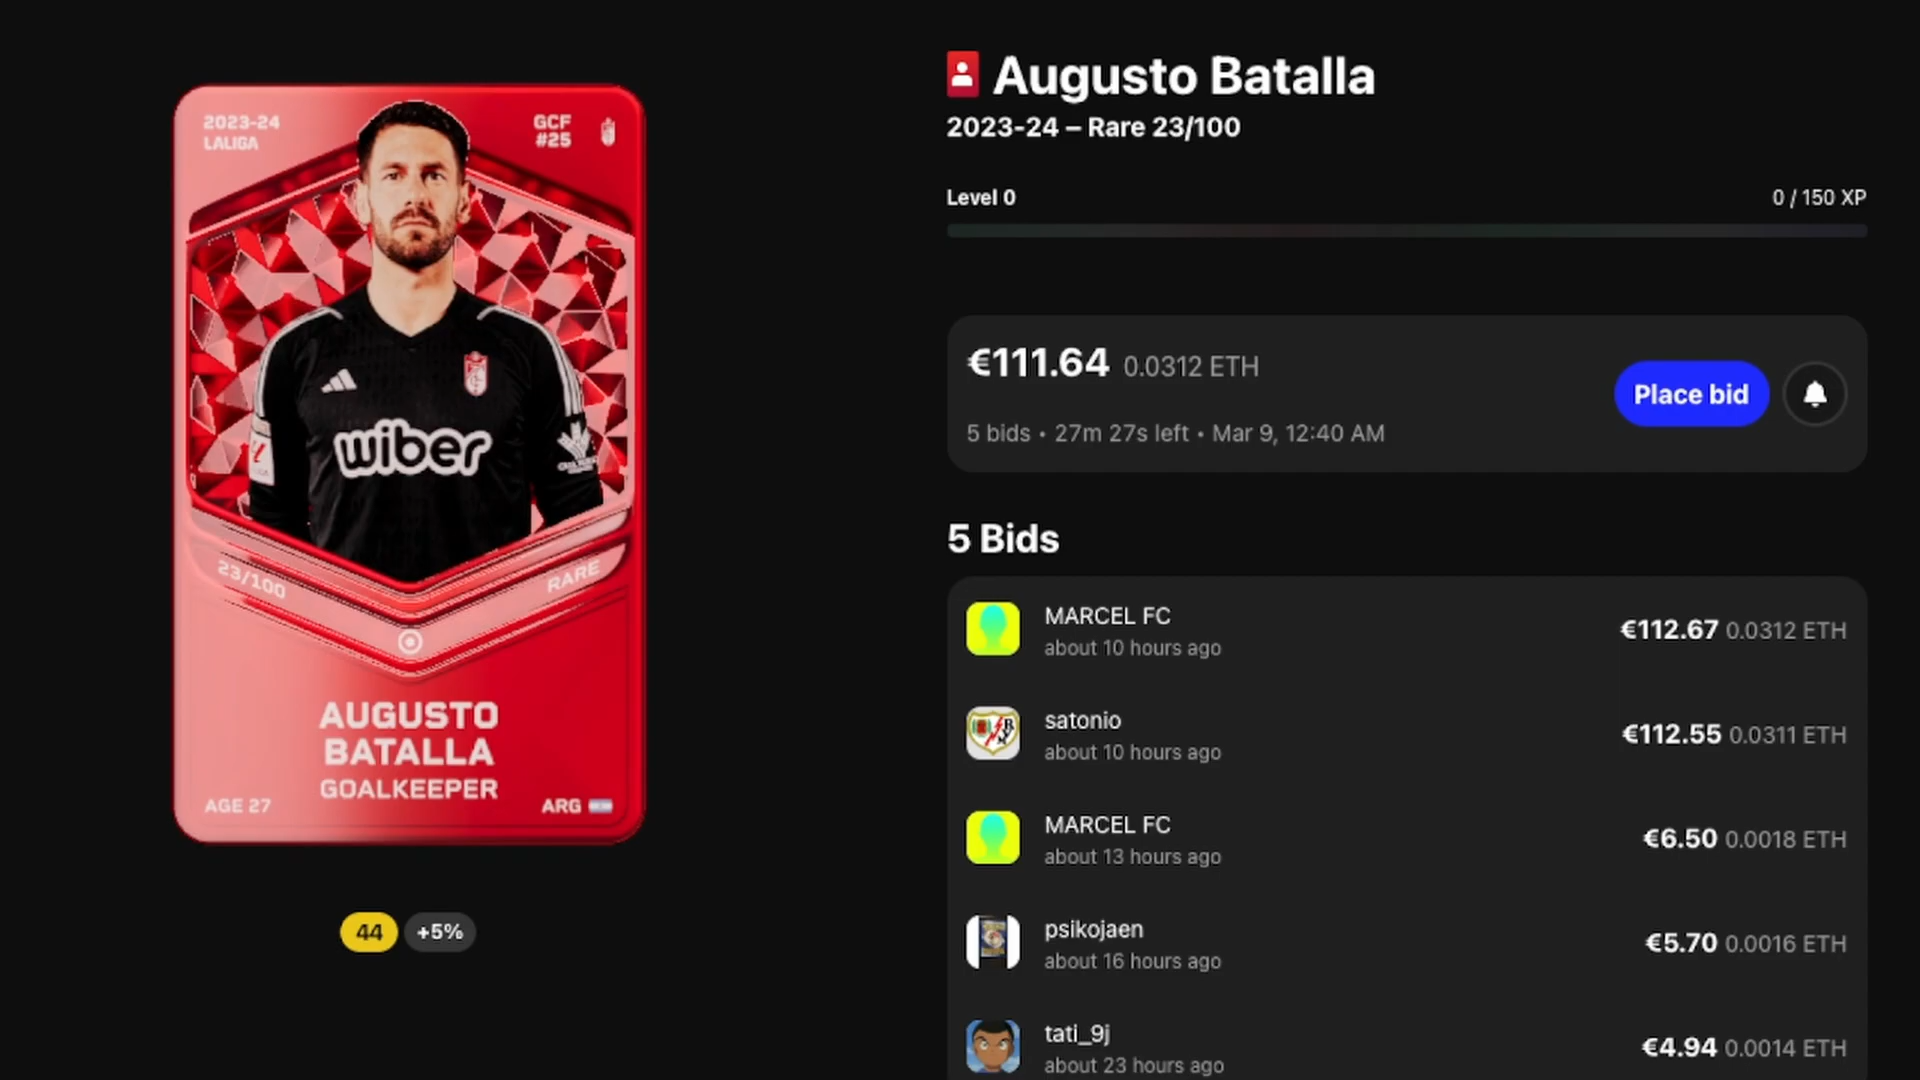 2023-24
LALIGA
GCF
#25
wiber
23/100
RARE
AUGUSTO
BATALLA
GOALKEEPER
AGE 27
ARG
44
+5%
Augusto Batalla
2023-24 – Rare 23/100
Level 0
0 / 150 XP
€111.64 0.0312 ETH
Place bid
5 bids • 27m 27s left • Mar 9, 12:40 AM
5 Bids
MARCEL FC
about 10 hours ago
€112.67 0.0312 ETH
satonio
about 10 hours ago
€112.55 0.0311 ETH
MARCEL FC
about 13 hours ago
€6.50 0.0018 ETH
psikojaen
about 16 hours ago
€5.70 0.0016 ETH
tati_9j
about 23 hours ago
€4.94 0.0014 ETH